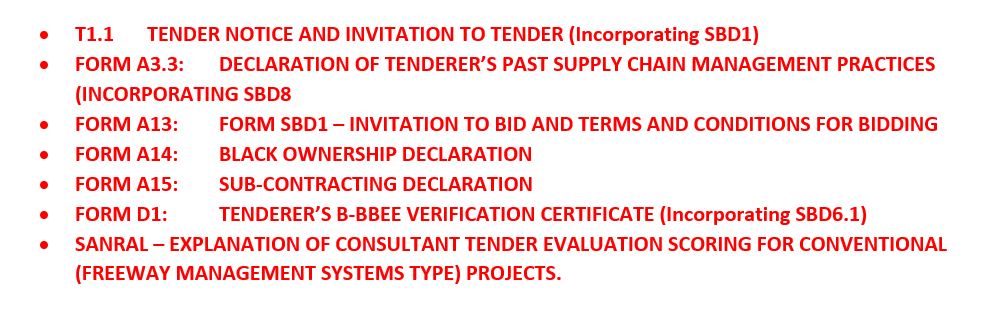 • T1.1 TENDER NOTICE AND INVITATION TO TENDER (Incorporating SBD1)
• FORM A3.3: DECLARATION OF TENDERER’S PAST SUPPLY CHAIN MANAGEMENT PRACTICES
(INCORPORATING SBD8
• FORM A13: FORM SBD1 – INVITATION TO BID AND TERMS AND CONDITIONS FOR BIDDING
• FORM A14: BLACK OWNERSHIP DECLARATION
• FORM A15: SUB-CONTRACTING DECLARATION
• FORM D1: TENDERER’S B-BBEE VERIFICATION CERTIFICATE (Incorporating SBD6.1)
• SANRAL – EXPLANATION OF CONSULTANT TENDER EVALUATION SCORING FOR CONVENTIONAL
(FREEWAY MANAGEMENT SYSTEMS TYPE) PROJECTS.